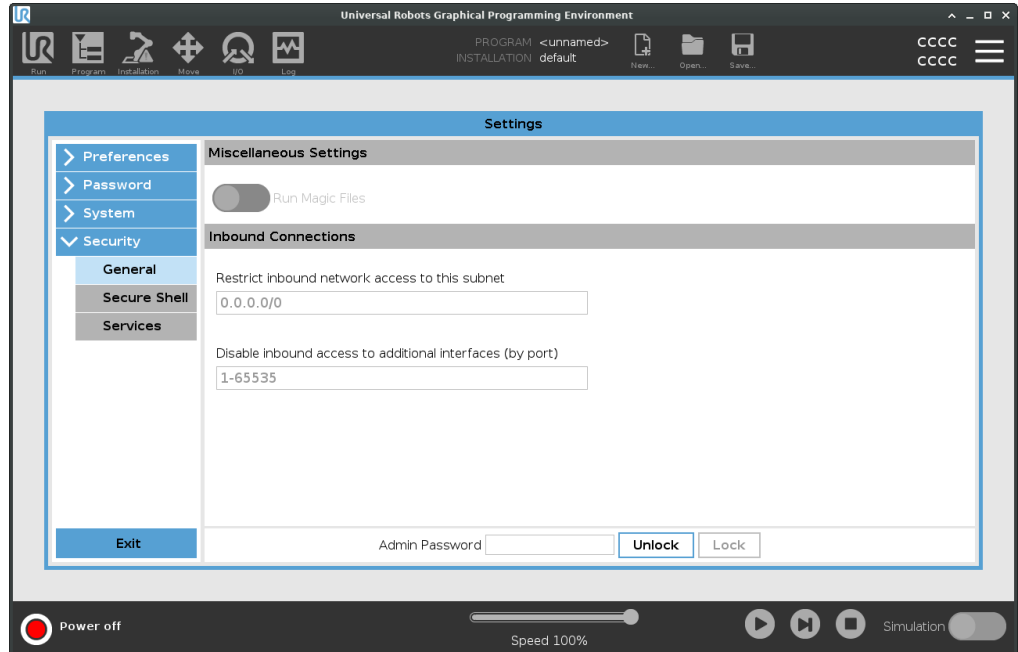 UR
Universal Robots Graphical Programming Environment
UR
Run
Program
Installation
Move
I/O
Log
PROGRAM <unnamed>
INSTALLATION default
New...
Open...
Save...
CCCC
CCCC
Settings
Preferences
Password
System
Security
General
Secure Shell
Services
Exit
Miscellaneous Settings
Run Magic Files
Inbound Connections
Restrict inbound network access to this subnet
0.0.0.0/0
Disable inbound access to additional interfaces (by port)
1-65535
Admin Password
Unlock
Lock
Power off
Speed 100%
Simulation